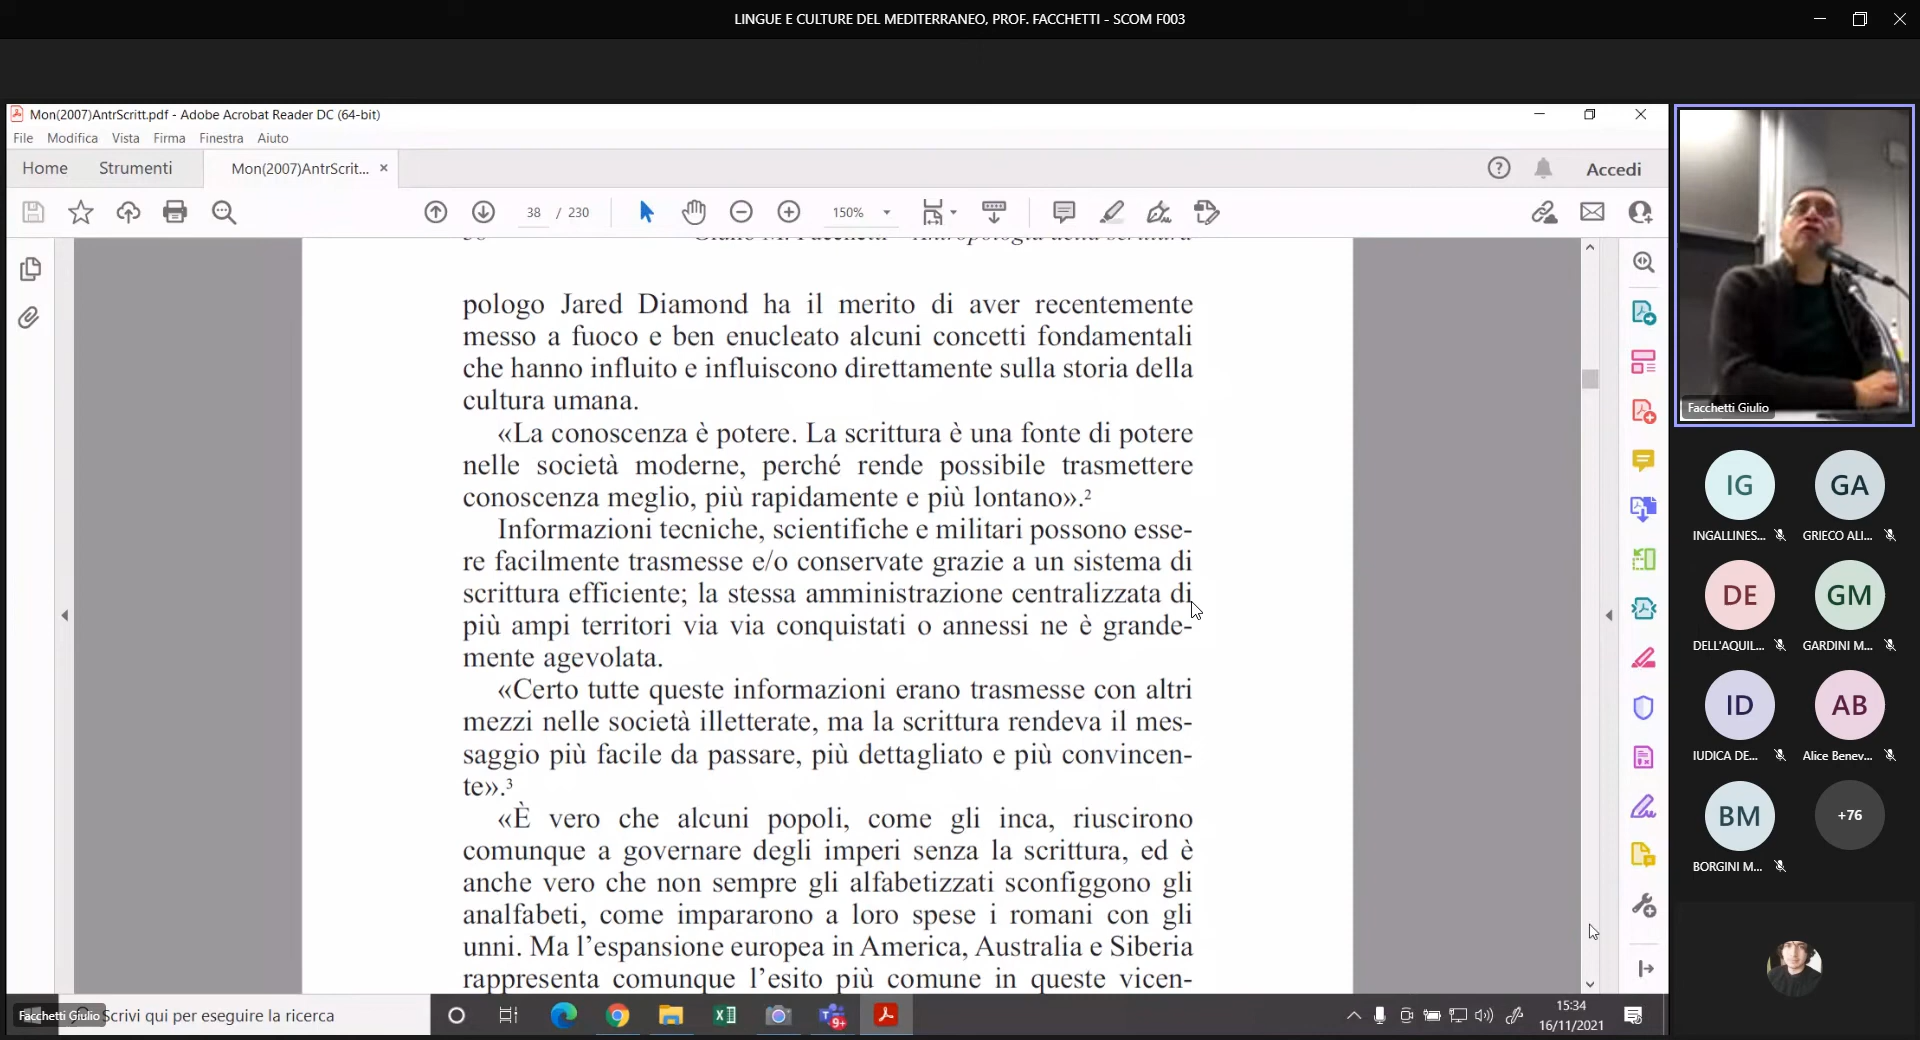 LINGUE E CULTURE DEL MEDITERRANEO, PROF. FACCHETTI - SCOM F003
Mon(2007)AntrScritt.pdf - Adobe Acrobat Reader DC (64-bit)
File Modifica Vista Firma Finestra Aiuto
Home Strumenti Mon(2007)AntrScrit... × Accedi
38 / 230 150%
Giulio M. Facchetti Antropologia della scrittura
pologo Jared Diamond ha il merito di aver recentemente
messo a fuoco e ben enucleato alcuni concetti fondamentali
che hanno influito e influiscono direttamente sulla storia della
cultura umana.
«La conoscenza è potere. La scrittura è una fonte di potere
nelle società moderne, perché rende possibile trasmettere
conoscenza meglio, più rapidamente e più lontano».²
Informazioni tecniche, scientifiche e militari possono esse-
re facilmente trasmesse e/o conservate grazie a un sistema di
scrittura efficiente; la stessa amministrazione centralizzata di
più ampi territori via via conquistati o annessi ne è grande-
mente agevolata.
«Certo tutte queste informazioni erano trasmesse con altri
mezzi nelle società illetterate, ma la scrittura rendeva il mes-
saggio più facile da passare, più dettagliato e più convincen-
te».³
«È vero che alcuni popoli, come gli inca, riuscirono
comunque a governare degli imperi senza la scrittura, ed è
anche vero che non sempre gli alfabetizzati sconfiggono gli
analfabeti, come impararono a loro spese i romani con gli
unni. Ma l'espansione europea in America, Australia e Siberia
rappresenta comunque l'esito più comune in queste vicen-
Facchetti Giulio
IG GA
INGALLINES... GRIECO ALI...
DE GM
DELL'AQUIL... GARDINI M...
ID AB
IUDICA DE... Alice Benev...
BM +76
BORGINI M...
Facchetti Giulio
Scrivi qui per eseguire la ricerca
9+
15:34
16/11/2021